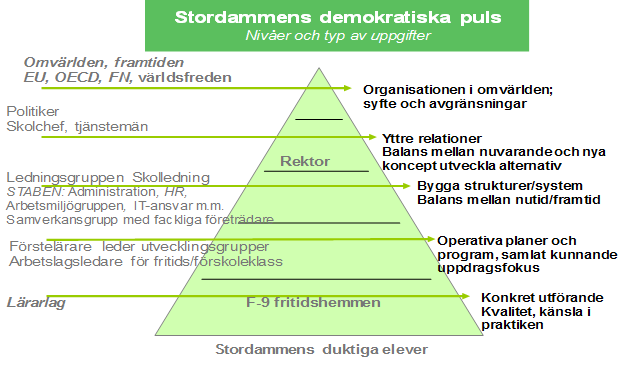 Stordammens demokratiska puls
Nivåer och typ av uppgifter
Omvärlden, framtiden
EU, OECD, FN, världsfreden
Organisationen i omvärlden;
syfte och avgränsningar
Politiker
Skolchef, tjänstemän
Yttre relationer
Balans mellan nuvarande och nya
koncept utveckla alternativ
Rektor
Ledningsgruppen Skolledning
STABEN: Administration, HR,
Arbetsmiljögruppen, IT-ansvar m.m.
Samverkansgrupp med fackliga företrädare
Bygga strukturer/system
Balans mellan nutid/framtid
Förstelärare leder utvecklingsgrupper
Arbetslagsledare för fritids/förskoleklass
Operativa planer och
program, samlat kunnande
uppdragsfokus
Lärarlag
F-9 fritidshemmen
Konkret utförande
Kvalitet, känsla i
praktiken
Stordammens duktiga elever